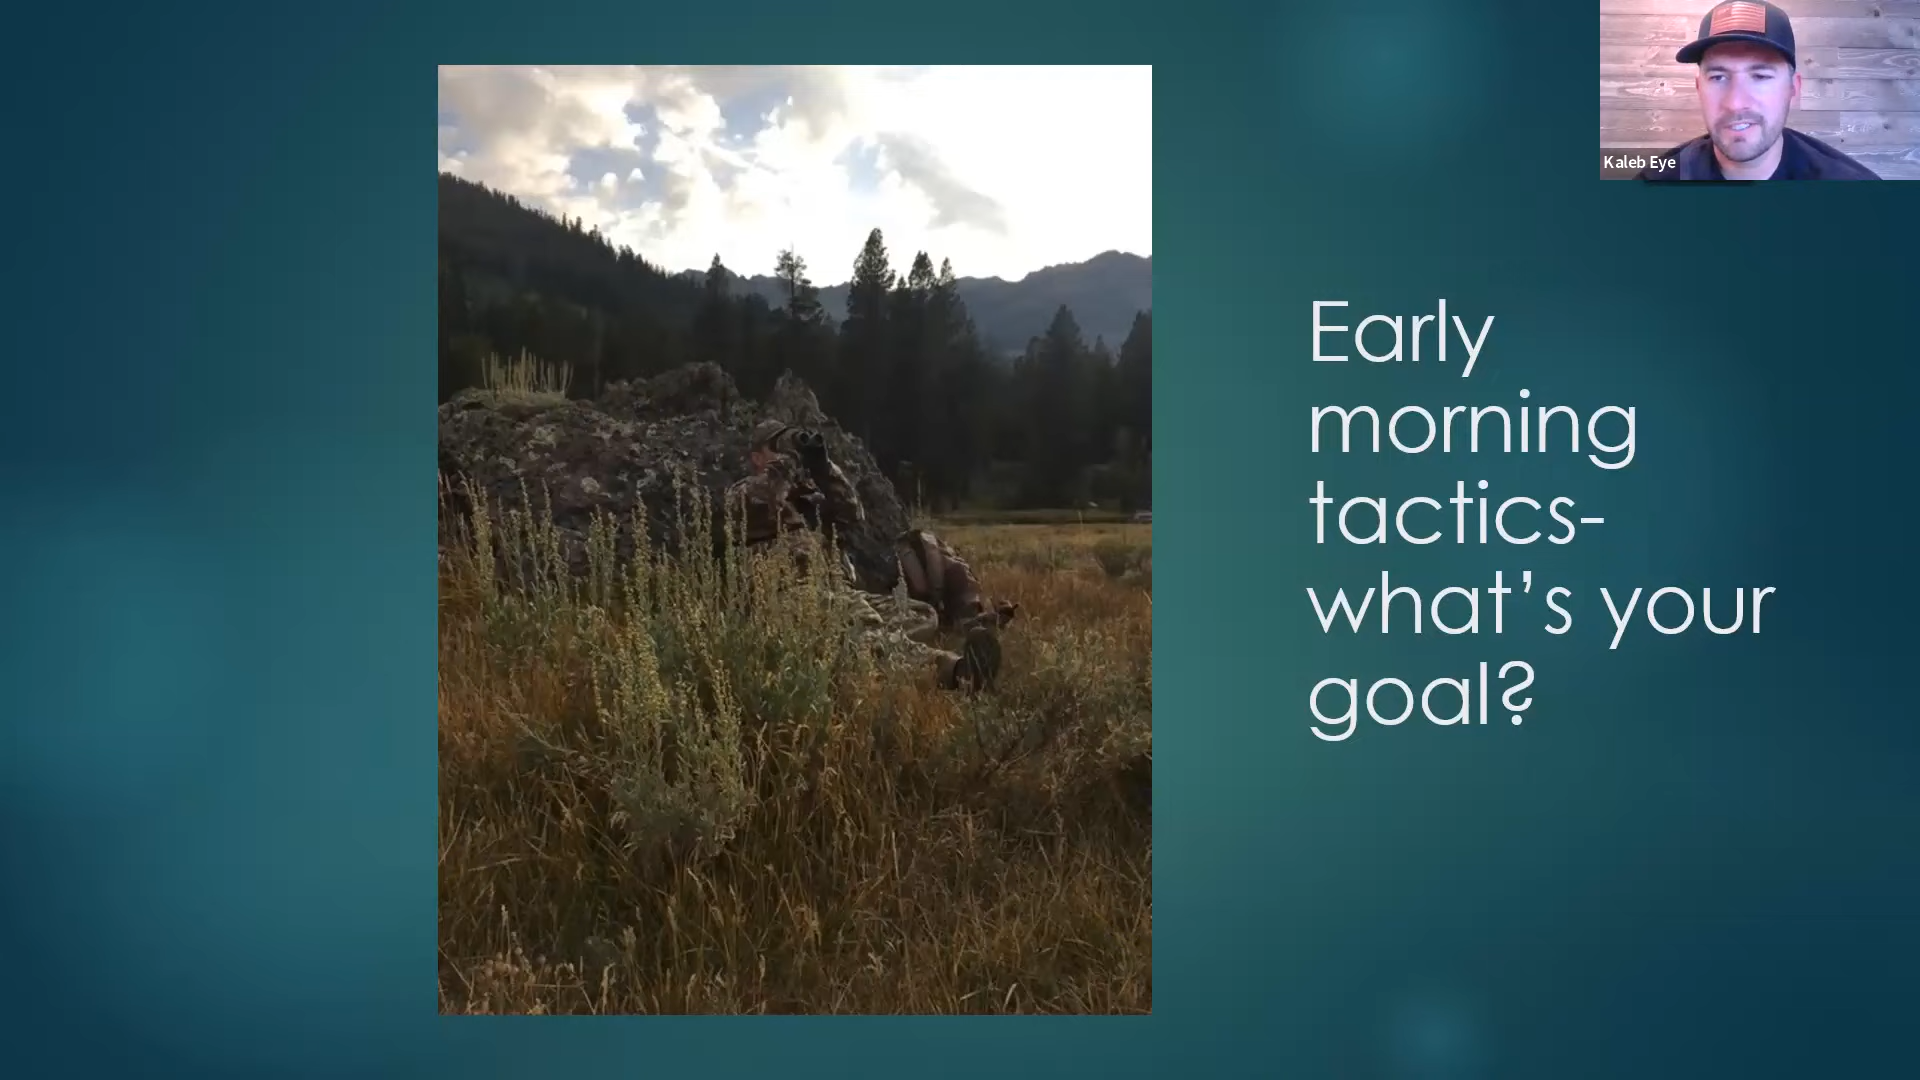 Kaleb Eye
Early
morning
tactics-
what’s your
goal?